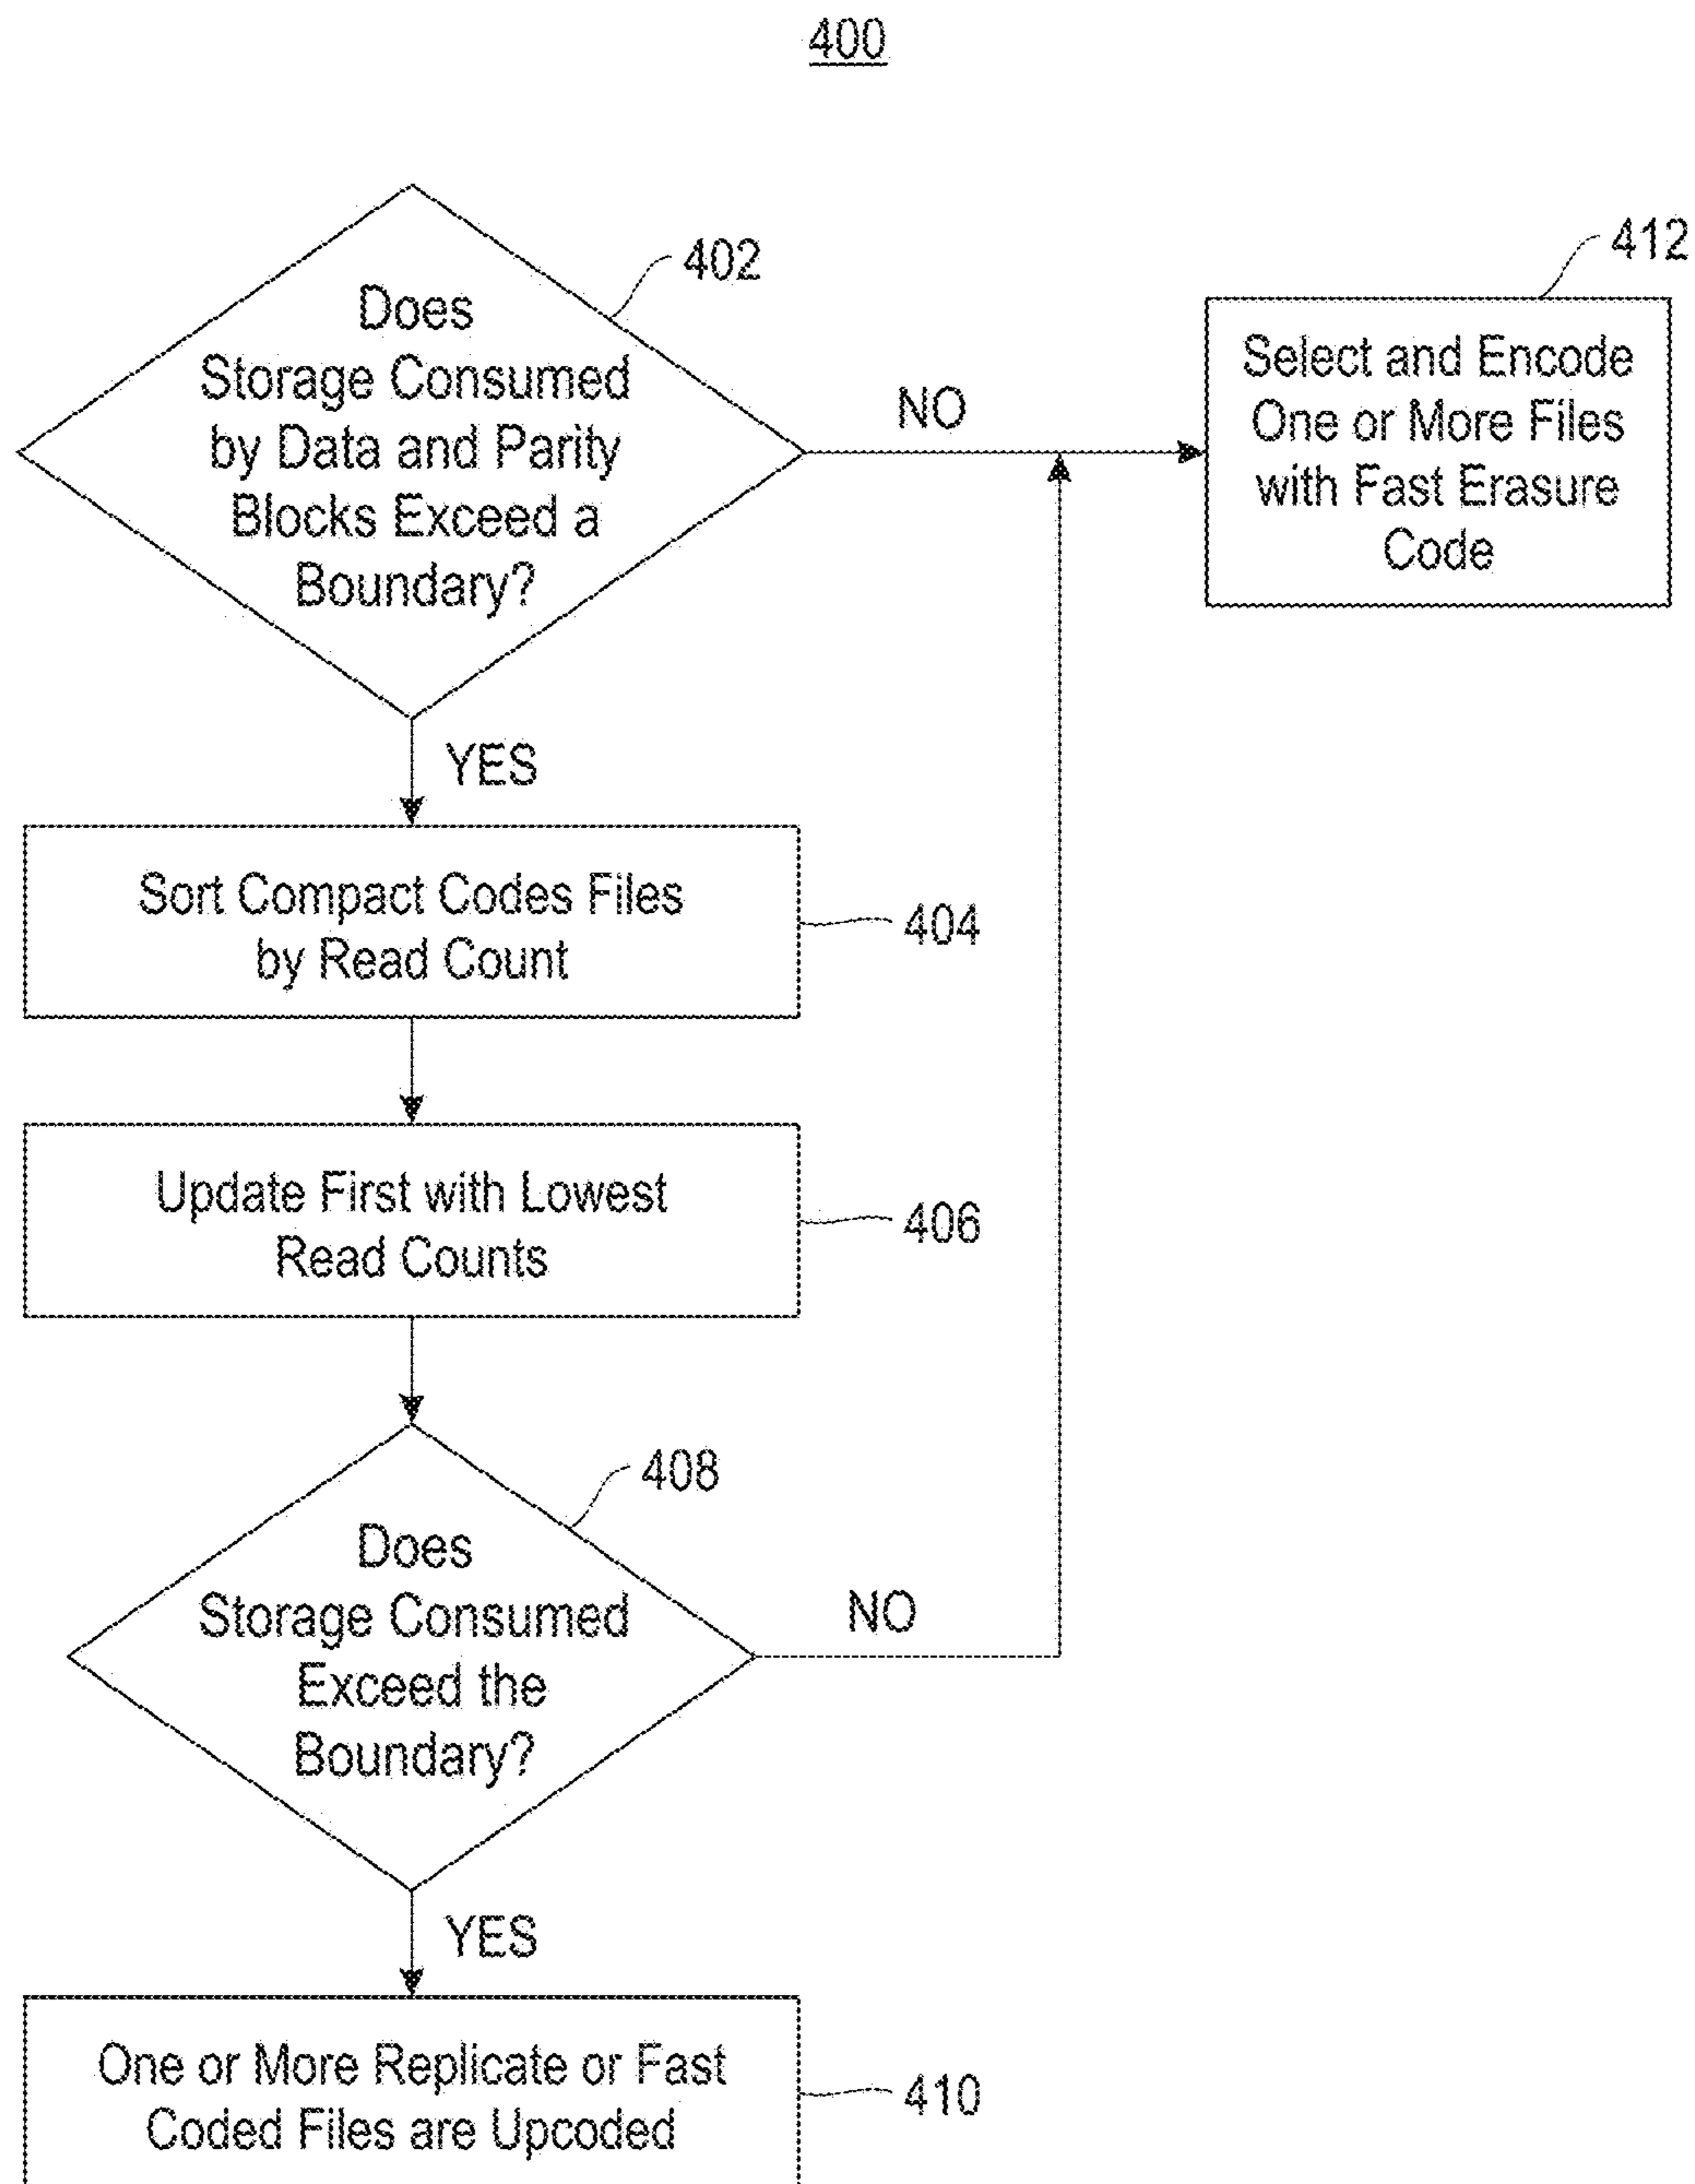 400
402
Does
Storage Consumed
by Data and Parity
Blocks Exceed a
Boundary?
NO
412
Select and Encode
One or More Files
with Fast Erasure
Code
YES
Sort Compact Codes Files
by Read Count
404
Update First with Lowest
Read Counts
406
408
Does
Storage Consumed
Exceed the
Boundary?
NO
YES
One or More Replicate or Fast
Coded Files are Upcoded
410